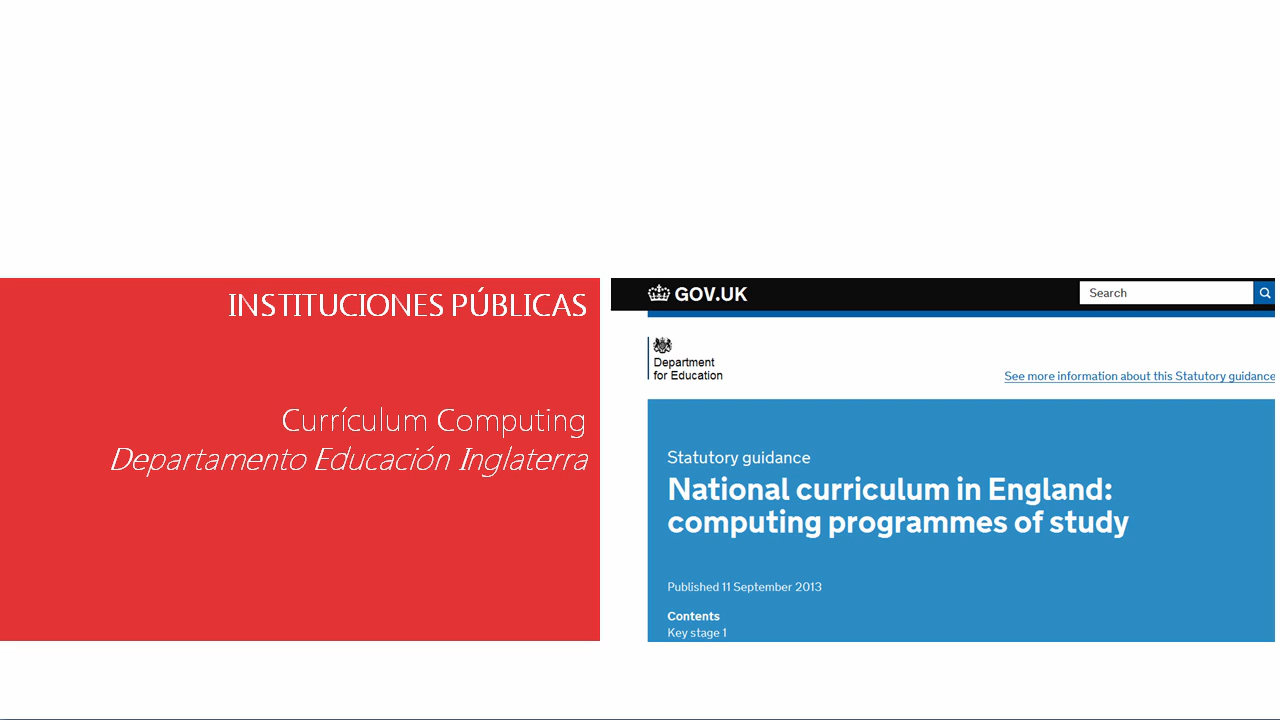 INSTITUCIONES PÚBLICAS
Currículum Computing
Departamento Educación Inglaterra
GOV.UK
Search
Department
for Education
See more information about this Statutory guidance
Statutory guidance
National curriculum in England:
computing programmes of study
Published 11 September 2013
Contents
Key stage 1